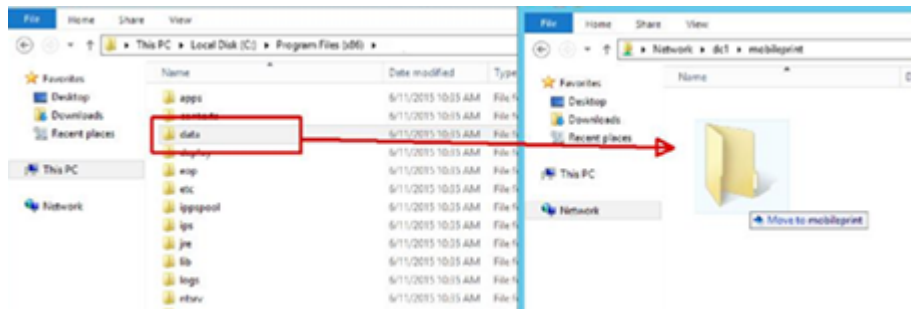 File Home Share View
This PC ▸ Local Disk (C:) ▸ Program Files (x86) ▸
Favorites
Desktop
Downloads
Recent places
This PC
Network
Name Date modified Type
apps 6/11/2015 10:35 AM File f
6/11/2015 10:35 AM File f
data 6/11/2015 10:35 AM File f
deploy 6/11/2015 10:35 AM File f
eop 6/11/2015 10:35 AM File f
etc 6/11/2015 10:35 AM File f
ippspool 6/11/2015 10:35 AM File f
ips 6/11/2015 10:35 AM File f
jre 6/11/2015 10:35 AM File f
lib 6/11/2015 10:35 AM File f
logs 6/11/2015 10:35 AM File f
ntsrv 6/11/2015 10:35 AM File f
File Home Share View
Network ▸ dc1 ▸ mobileprint ▸
Favorites
Desktop
Downloads
Recent places
This PC
Network
Name
Move to mobileprint